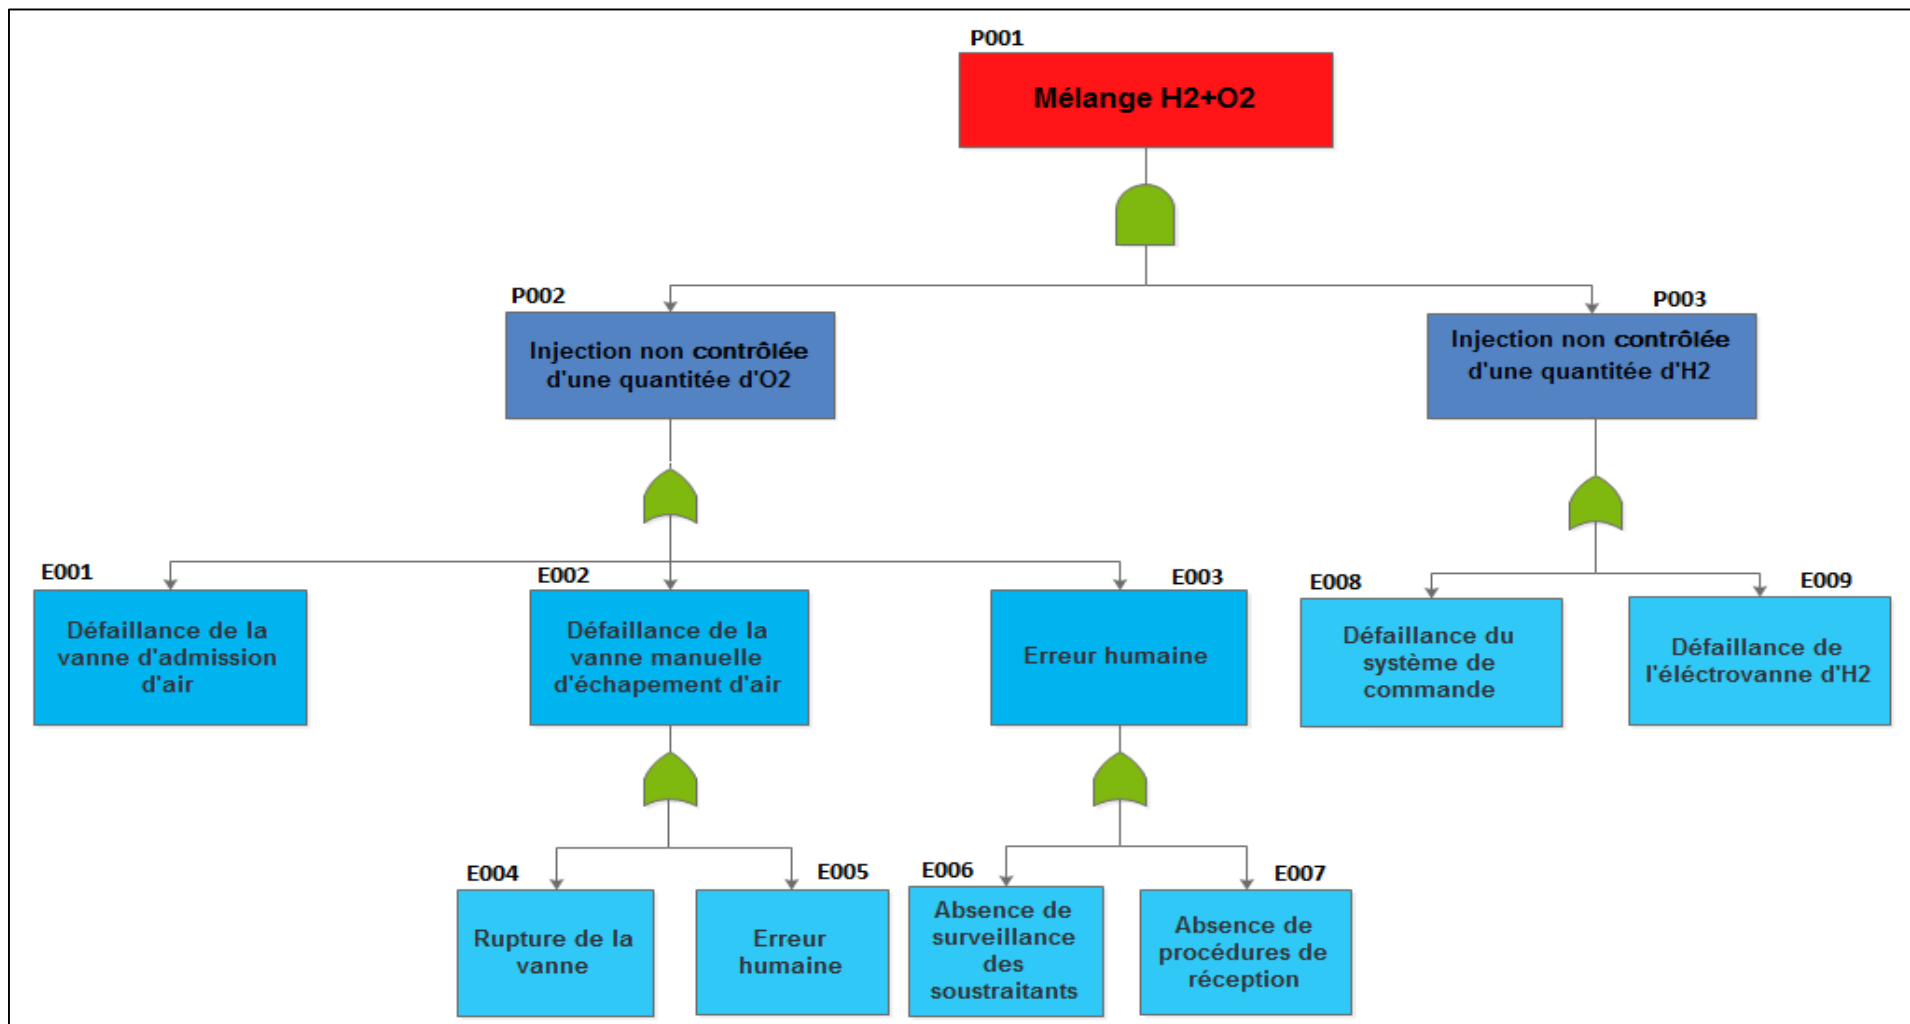 P001
Mélange H2+O2
P002
Injection non contrôlée
d'une quantitée d'O2
P003
Injection non contrôlée
d'une quantitée d'H2
E001
Défaillance de la
vanne d'admission
d'air
E002
Défaillance de la
vanne manuelle
d'échapement d'air
E003
Erreur humaine
E008
Défaillance du
système de
commande
E009
Défaillance de
l'éléctrovanne d'H2
E004
Rupture de la
vanne
E005
Erreur
humaine
E006
Absence de
surveillance
des
soustraitants
E007
Absence de
procédures de
réception